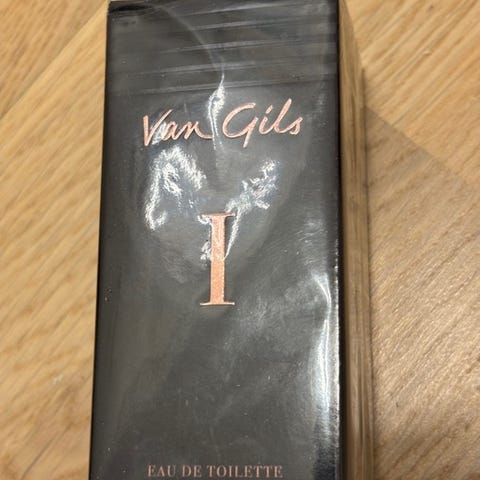 Van Gils
I
EAU DE TOILETTE